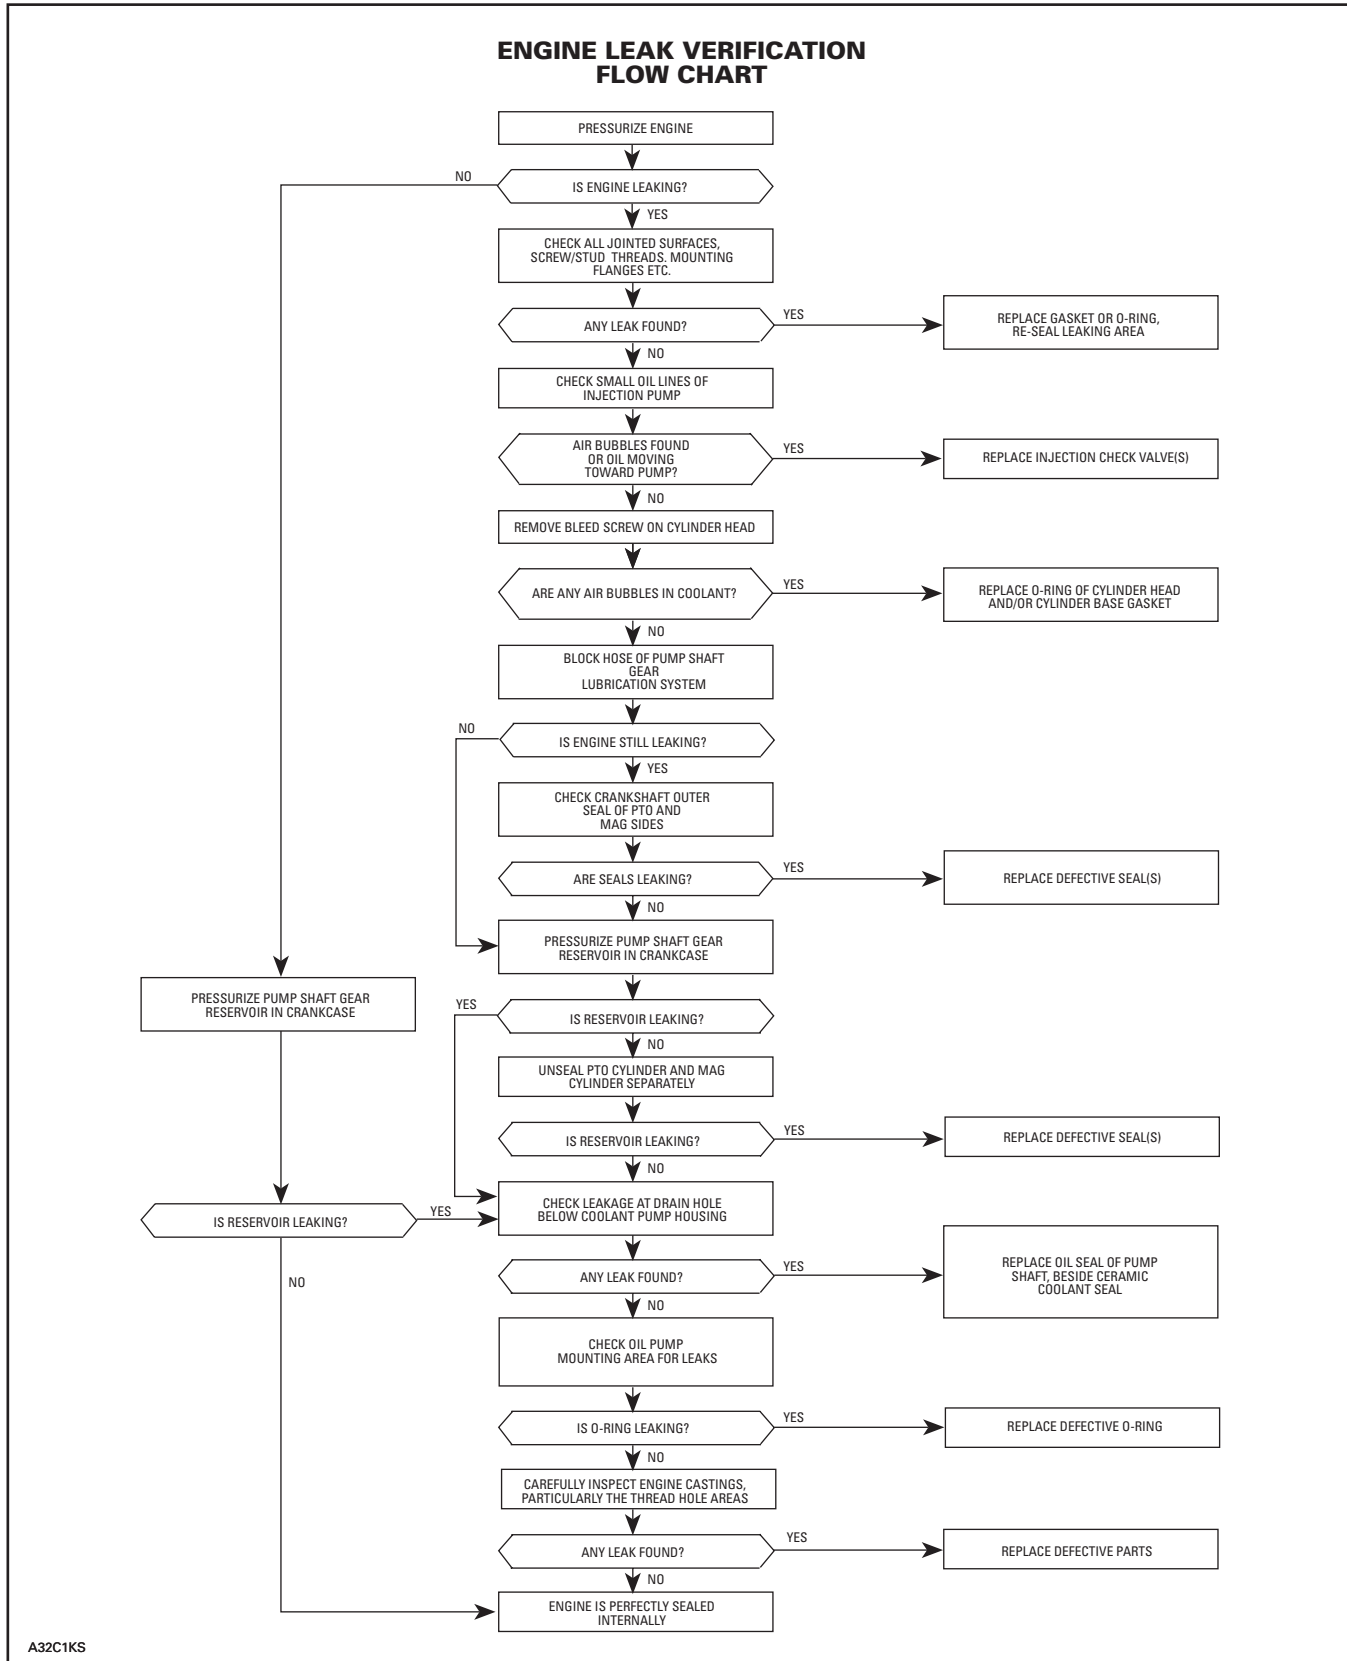 ENGINE LEAK VERIFICATION
FLOW CHART
PRESSURIZE ENGINE
NO
IS ENGINE LEAKING?
YES
CHECK ALL JOINTED SURFACES,
SCREW/STUD THREADS. MOUNTING
FLANGES ETC.
ANY LEAK FOUND?
YES
REPLACE GASKET OR O-RING,
RE-SEAL LEAKING AREA
NO
CHECK SMALL OIL LINES OF
INJECTION PUMP
AIR BUBBLES FOUND
OR OIL MOVING
TOWARD PUMP?
YES
REPLACE INJECTION CHECK VALVE(S)
NO
REMOVE BLEED SCREW ON CYLINDER HEAD
ARE ANY AIR BUBBLES IN COOLANT?
YES
REPLACE O-RING OF CYLINDER HEAD
AND/OR CYLINDER BASE GASKET
NO
BLOCK HOSE OF PUMP SHAFT
GEAR
LUBRICATION SYSTEM
NO
IS ENGINE STILL LEAKING?
YES
CHECK CRANKSHAFT OUTER
SEAL OF PTO AND
MAG SIDES
ARE SEALS LEAKING?
YES
REPLACE DEFECTIVE SEAL(S)
NO
PRESSURIZE PUMP SHAFT GEAR
RESERVOIR IN CRANKCASE
PRESSURIZE PUMP SHAFT GEAR
RESERVOIR IN CRANKCASE
YES
IS RESERVOIR LEAKING?
NO
UNSEAL PTO CYLINDER AND MAG
CYLINDER SEPARATELY
IS RESERVOIR LEAKING?
YES
REPLACE DEFECTIVE SEAL(S)
NO
CHECK LEAKAGE AT DRAIN HOLE
BELOW COOLANT PUMP HOUSING
IS RESERVOIR LEAKING?
YES
NO
ANY LEAK FOUND?
YES
REPLACE OIL SEAL OF PUMP
SHAFT, BESIDE CERAMIC
COOLANT SEAL
NO
CHECK OIL PUMP
MOUNTING AREA FOR LEAKS
IS O-RING LEAKING?
YES
REPLACE DEFECTIVE O-RING
NO
CAREFULLY INSPECT ENGINE CASTINGS,
PARTICULARLY THE THREAD HOLE AREAS
ANY LEAK FOUND?
YES
REPLACE DEFECTIVE PARTS
NO
ENGINE IS PERFECTLY SEALED
INTERNALLY
A32C1KS